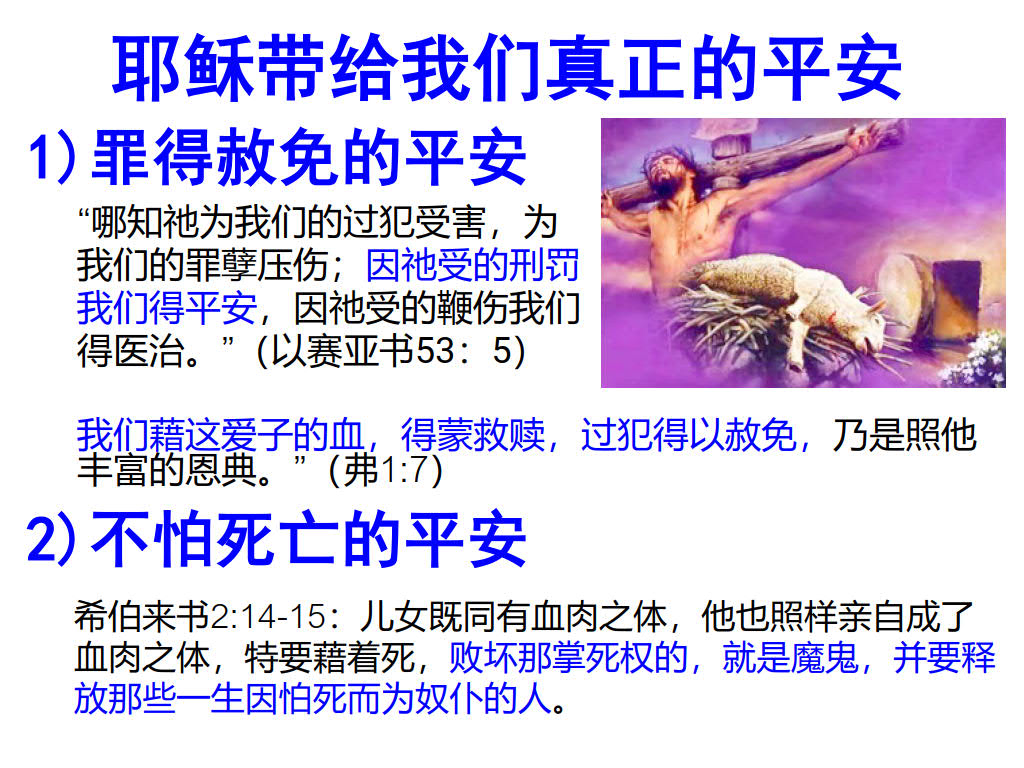 耶稣带给我们真正的平安
1)罪得赦免的平安
“哪知祂为我们的过犯受害，为
我们的罪孽压伤；因祂受的刑罚
我们得平安，因祂受的鞭伤我们
得医治。”（以赛亚书53：5）
我们藉这爱子的血，得蒙救赎，过犯得以赦免，乃是照他
丰富的恩典。”（弗1:7）
2)不怕死亡的平安
希伯来书2:14-15：儿女既同有血肉之体，他也照样亲自成了
血肉之体，特要藉着死，败坏那掌死权的，就是魔鬼，并要释
放那些一生因怕死而为奴仆的人。